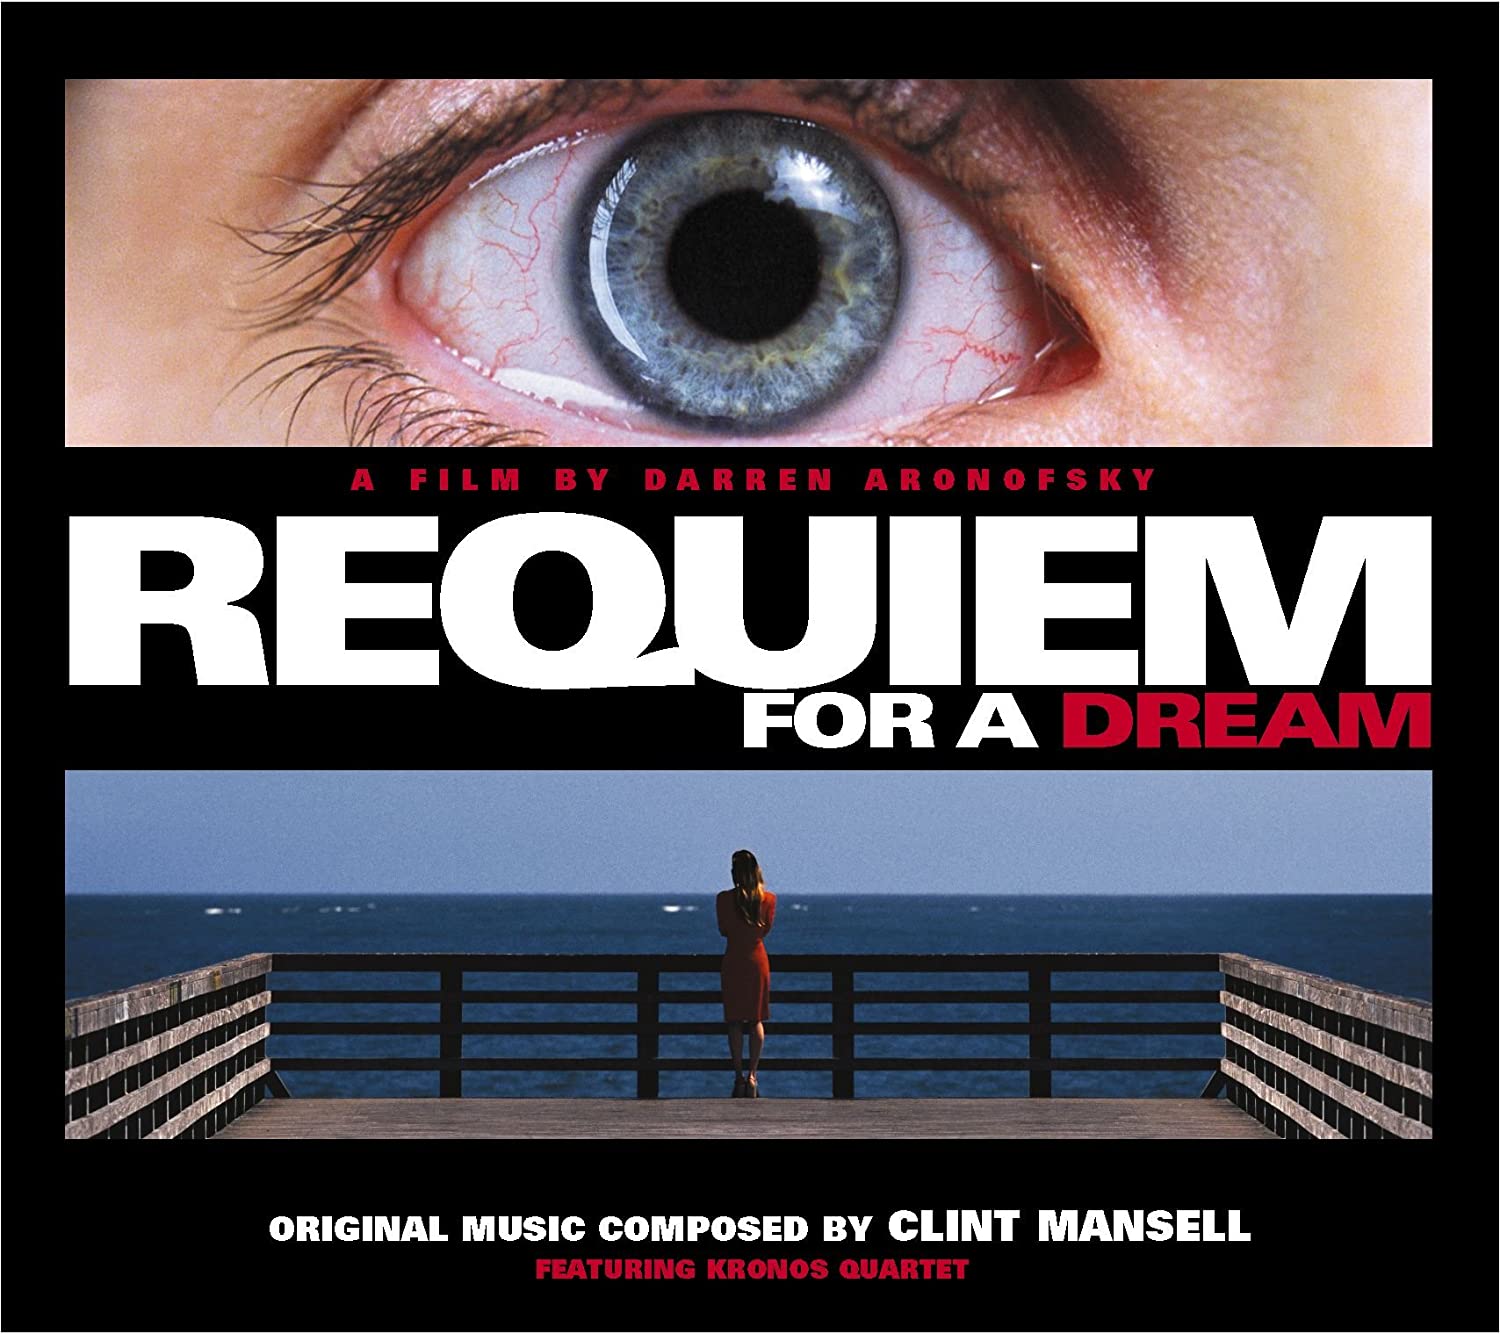 A FILM BY DARREN ARONOFSKY
REQUIEM
FOR A DREAM
ORIGINAL MUSIC COMPOSED BY CLINT MANSELL
FEATURING KRONOS QUARTET